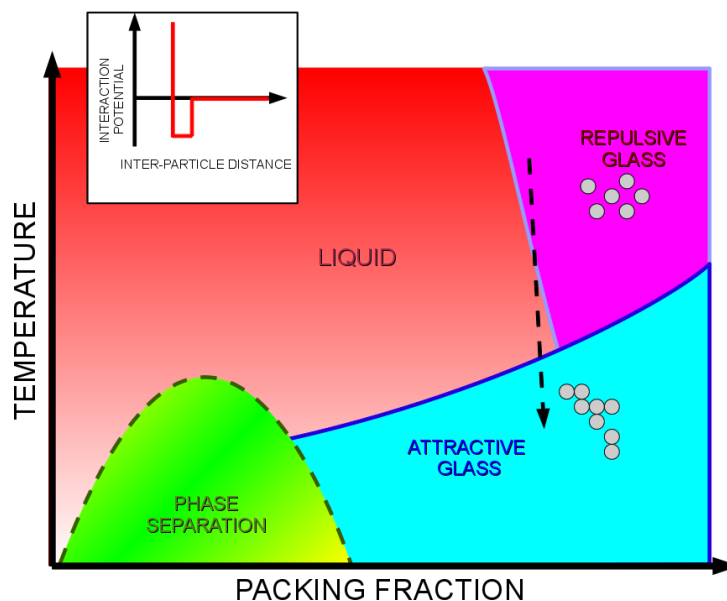 INTERACTION
POTENTIAL
INTER-PARTICLE DISTANCE
REPULSIVE
GLASS
LIQUID
TEMPERATURE
ATTRACTIVE
GLASS
PHASE
SEPARATION
PACKING FRACTION